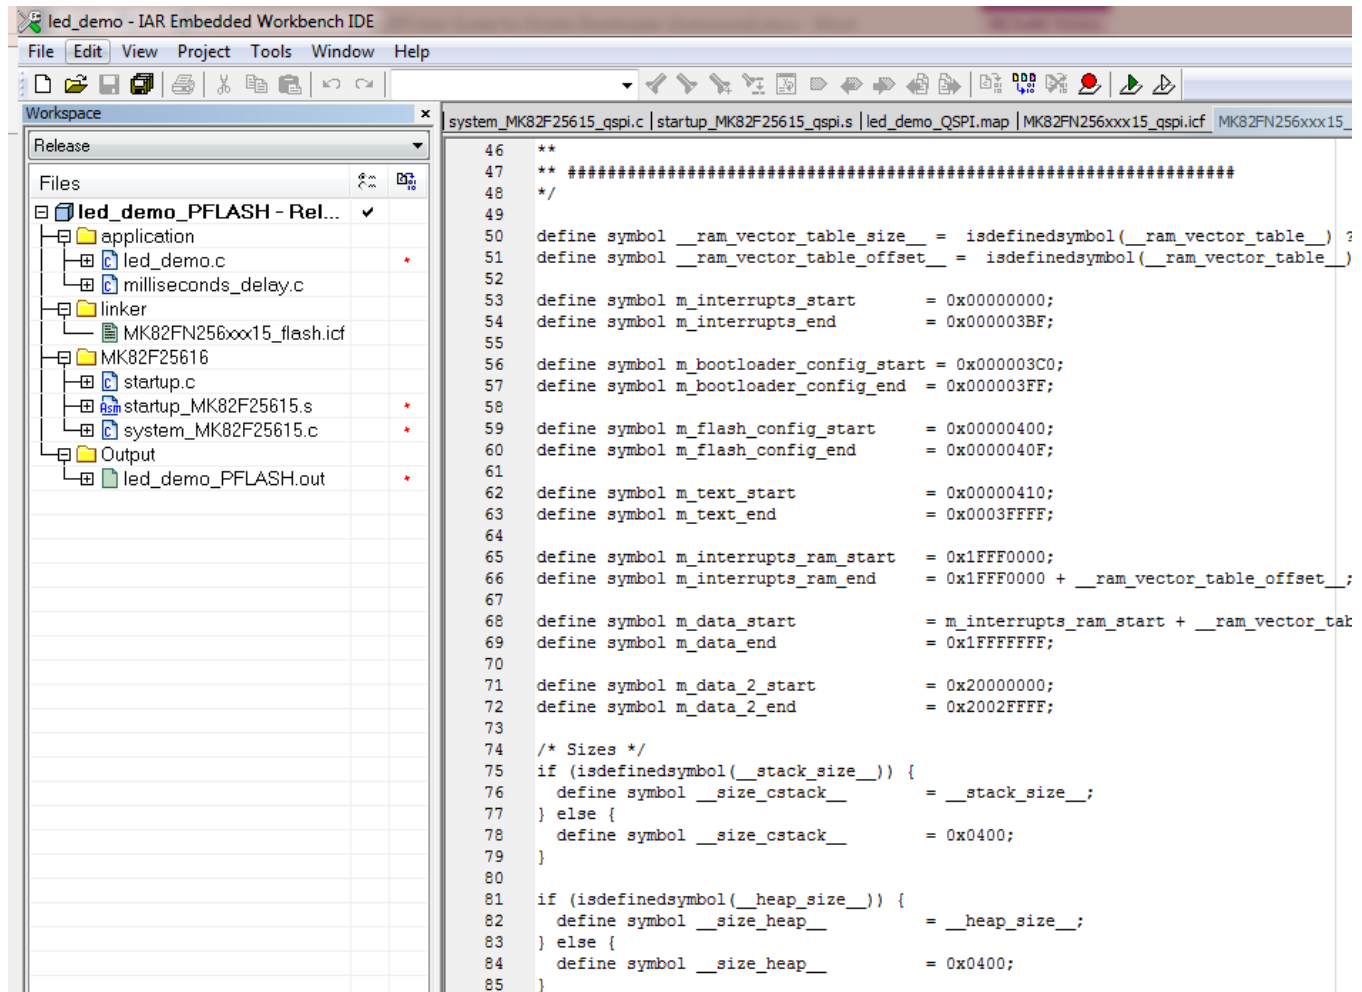 led_demo - IAR Embedded Workbench IDE
File Edit View Project Tools Window Help
Workspace
Release
Files
led_demo_PFLASH - Rel...
application
led_demo.c
milliseconds_delay.c
linker
MK82FN256xxx15_flash.icf
MK82F25616
startup.c
startup_MK82F25615.s
system_MK82F25615.c
Output
led_demo_PFLASH.out
system_MK82F25615_qspi.c | startup_MK82F25615_qspi.s | led_demo_QSPI.map | MK82FN256xxx15_qspi.icf MK82FN256xxx15_
46 **
47 ** ###################################################################
48 */
49
50 define symbol __ram_vector_table_size__ = isdefinedsymbol(__ram_vector_table__) ?
51 define symbol __ram_vector_table_offset__ = isdefinedsymbol(__ram_vector_table__)
52
53 define symbol m_interrupts_start = 0x00000000;
54 define symbol m_interrupts_end = 0x000003BF;
55
56 define symbol m_bootloader_config_start = 0x000003C0;
57 define symbol m_bootloader_config_end = 0x000003FF;
58
59 define symbol m_flash_config_start = 0x00000400;
60 define symbol m_flash_config_end = 0x0000040F;
61
62 define symbol m_text_start = 0x00000410;
63 define symbol m_text_end = 0x0003FFFF;
64
65 define symbol m_interrupts_ram_start = 0x1FFF0000;
66 define symbol m_interrupts_ram_end = 0x1FFF0000 + __ram_vector_table_offset__;
67
68 define symbol m_data_start = m_interrupts_ram_start + __ram_vector_tab
69 define symbol m_data_end = 0x1FFFFFFF;
70
71 define symbol m_data_2_start = 0x20000000;
72 define symbol m_data_2_end = 0x2002FFFF;
73
74 /* Sizes */
75 if (isdefinedsymbol(__stack_size__)) {
76 define symbol __size_cstack__ = __stack_size__;
77 } else {
78 define symbol __size_cstack__ = 0x0400;
79 }
80
81 if (isdefinedsymbol(__heap_size__)) {
82 define symbol __size_heap__ = __heap_size__;
83 } else {
84 define symbol __size_heap__ = 0x0400;
85 }